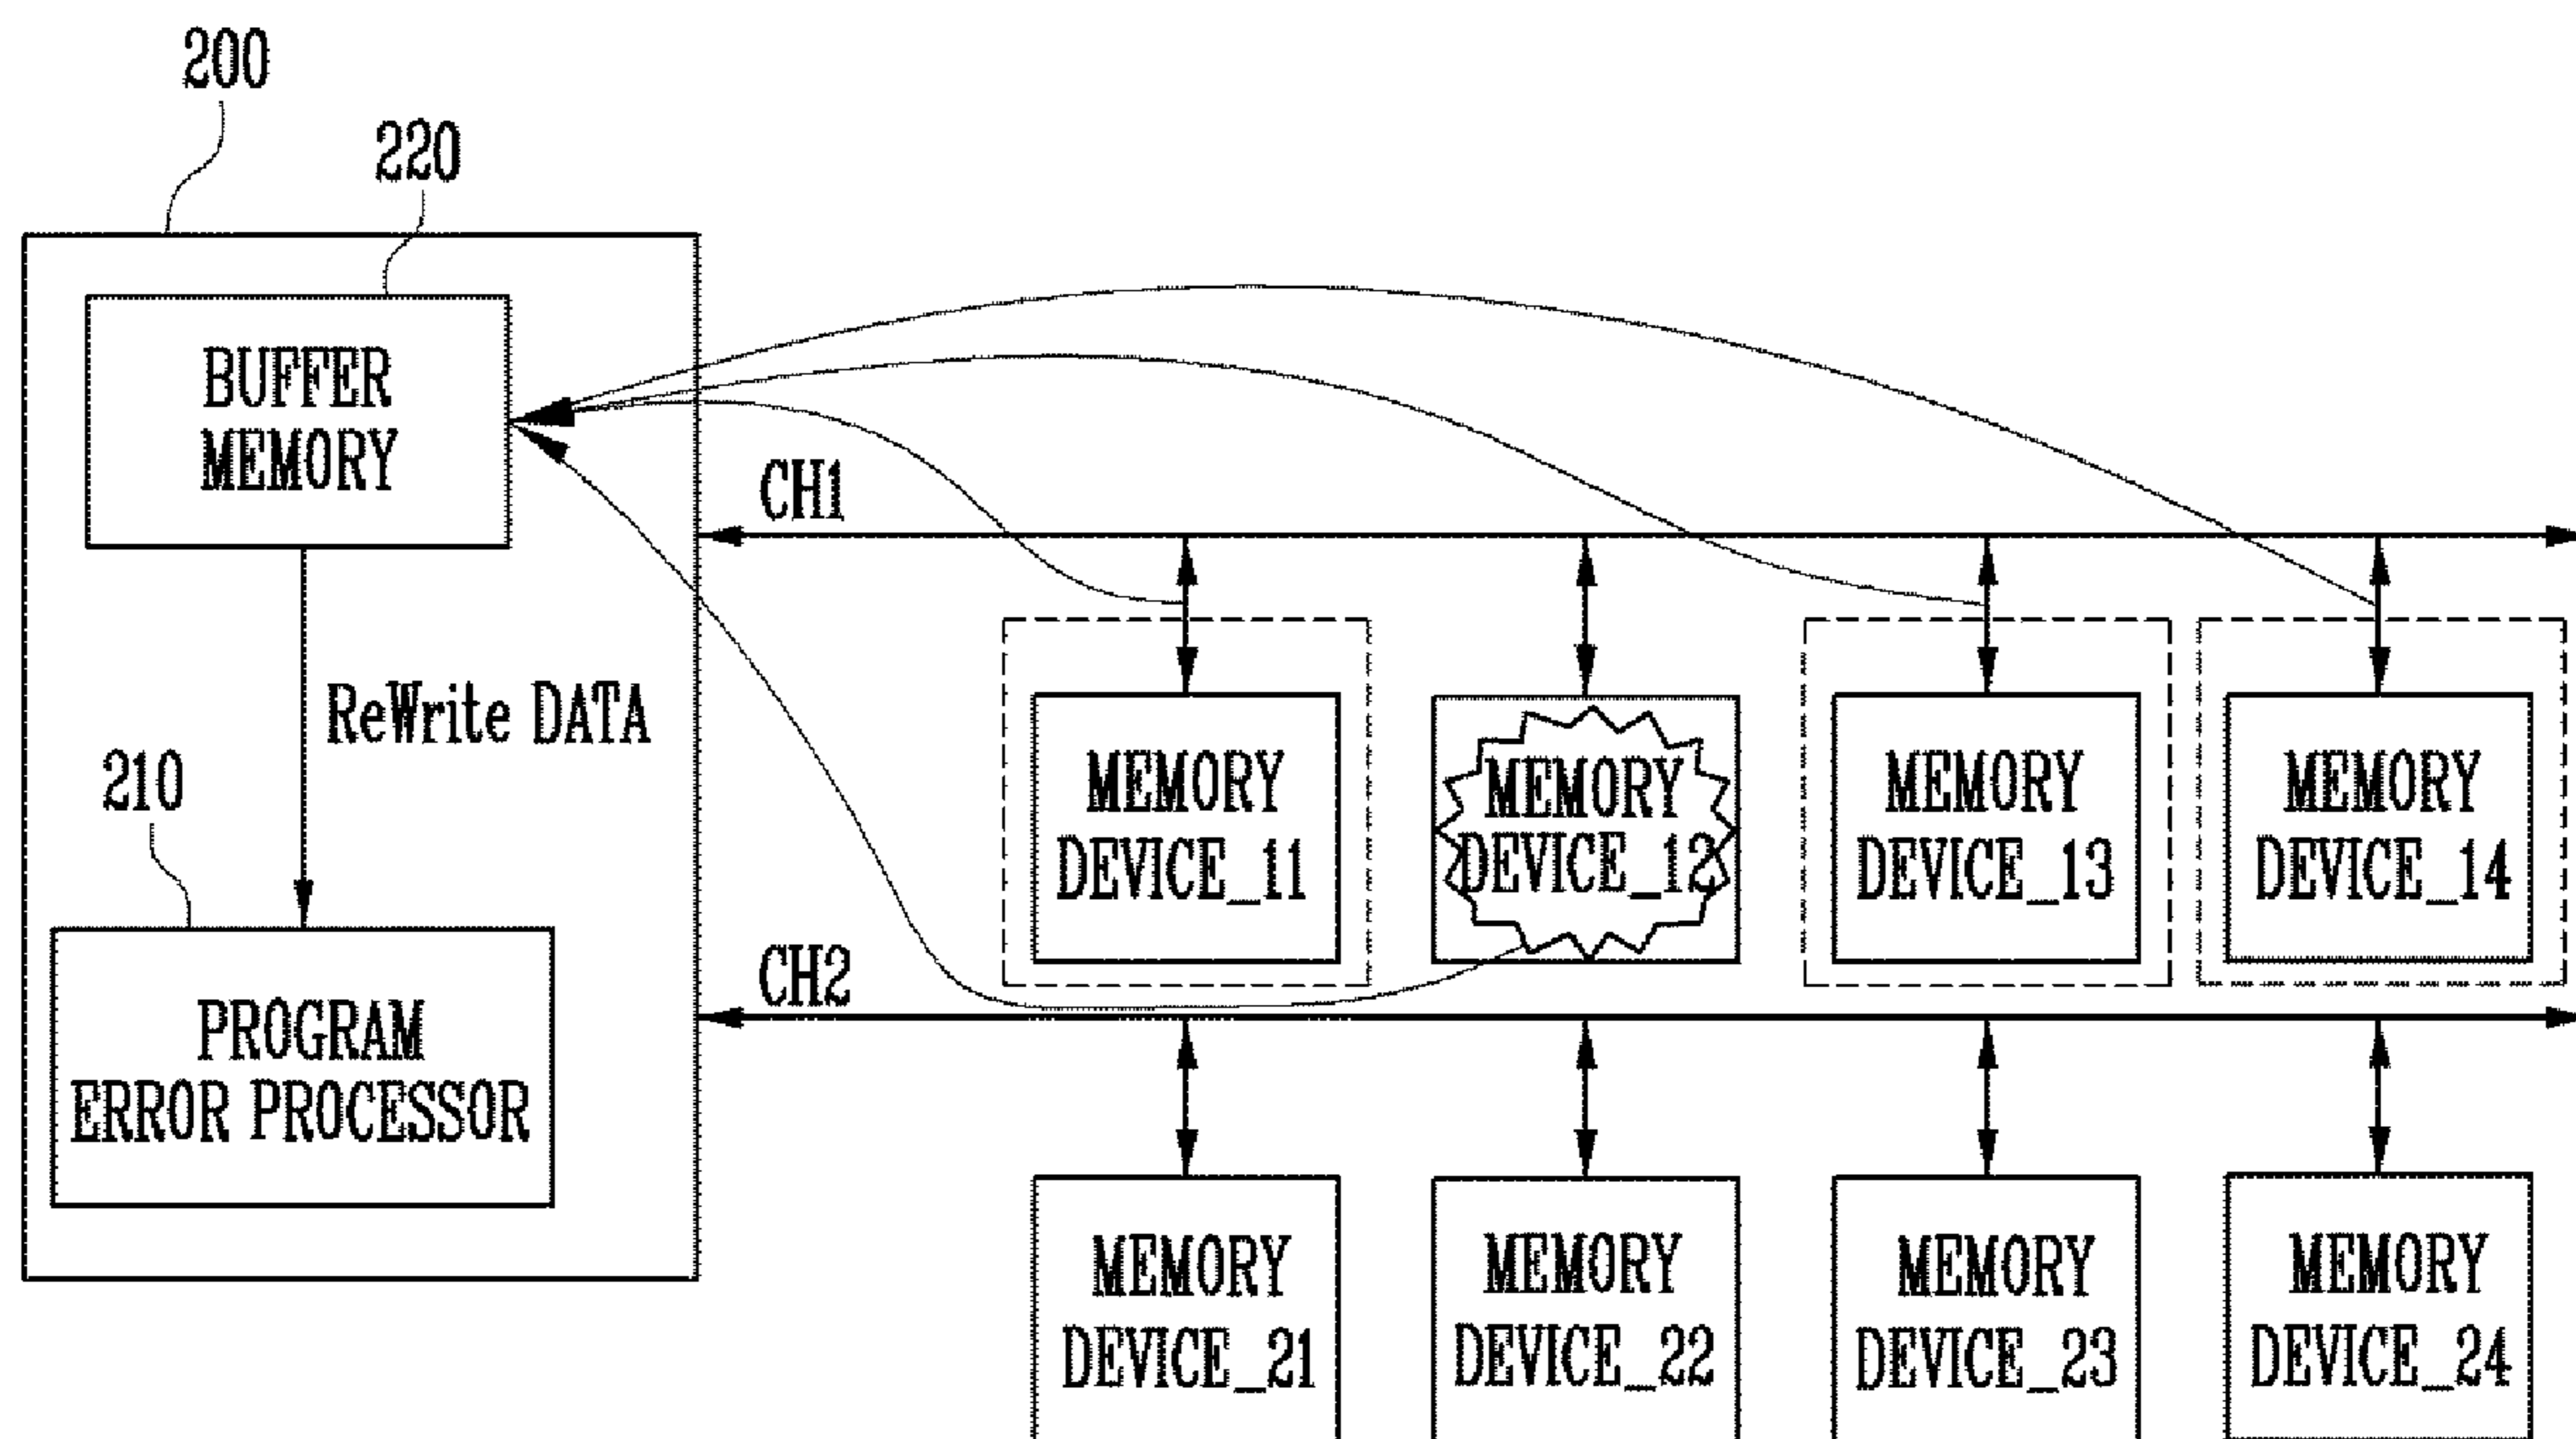 200
220
BUFFER
MEMORY
CH1
ReWrite DATA
210
PROGRAM
ERROR PROCESSOR
MEMORY
DEVICE_11
MEMORY
DEVICE_12
MEMORY
DEVICE_13
MEMORY
DEVICE_14
CH2
MEMORY
DEVICE_21
MEMORY
DEVICE_22
MEMORY
DEVICE_23
MEMORY
DEVICE_24